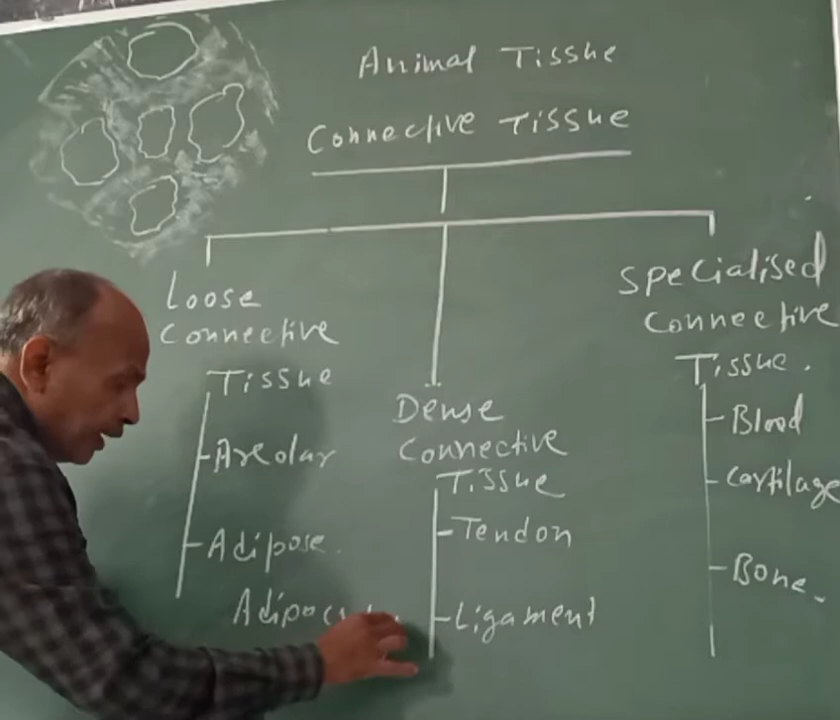 Animal Tissue
Connective Tissue
Loose
Connective
Tissue
Areolar
Adipose.
Dense
Connective
Tissue
Tendon
Ligament
Specialised
Connective
Tissue.
Blood
Cartilage
Bone.